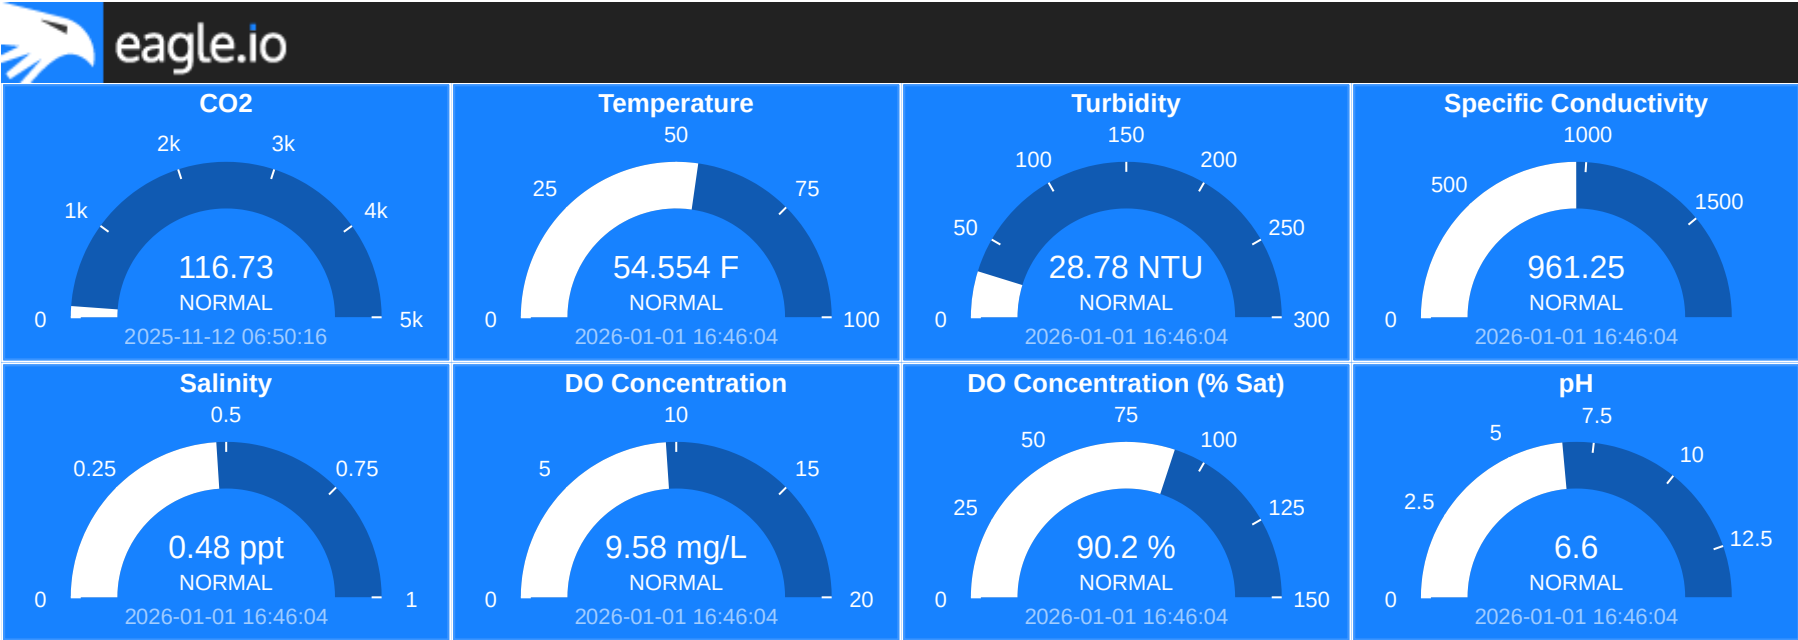 eagle.io
CO2
2k 3k
1k 4k
116.73
NORMAL
0 5k
2025-11-12 06:50:16
Temperature
50
25 75
54.554 F
NORMAL
0 100
2026-01-01 16:46:04
Turbidity
150
100 200
50 250
28.78 NTU
NORMAL
0 300
2026-01-01 16:46:04
Specific Conductivity
1000
500 1500
961.25
NORMAL
0
2026-01-01 16:46:04
Salinity
0.5
0.25 0.75
0.48 ppt
NORMAL
0 1
2026-01-01 16:46:04
DO Concentration
10
5 15
9.58 mg/L
NORMAL
0 20
2026-01-01 16:46:04
DO Concentration (% Sat)
75
50 100
25 125
90.2 %
NORMAL
0 150
2026-01-01 16:46:04
pH
7.5
5 10
2.5 12.5
6.6
NORMAL
0
2026-01-01 16:46:04